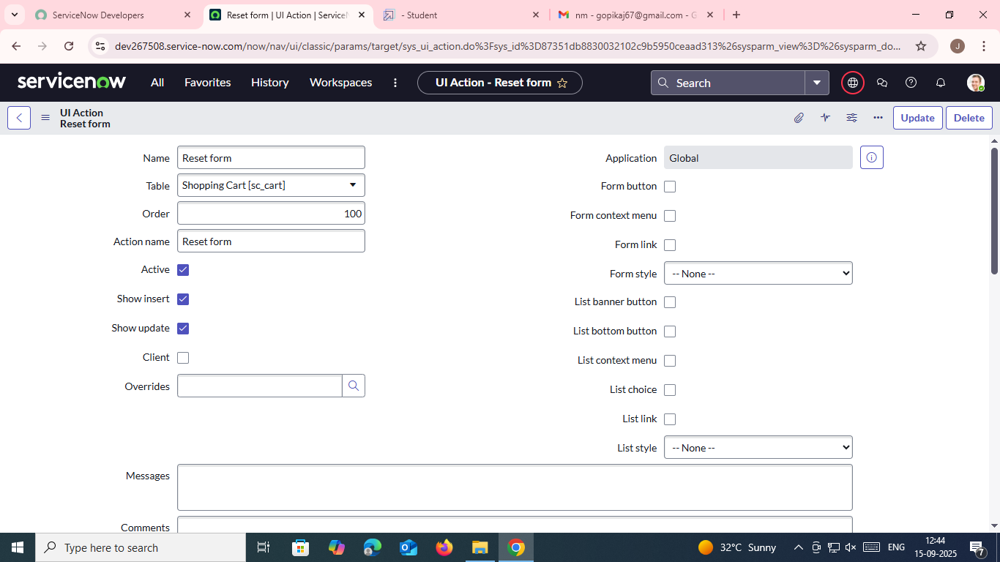 ServiceNow Developers
Reset form | UI Action | Service
- Student
nm - gopikaj67@gmail.com - G
dev267508.service-now.com/now/nav/ui/classic/params/target/sys_ui_action.do%3Fsys_id%3D87351db8830032102c9b5950ceaad313%26sysparm_view%3D%26sysparm_do...
J
servicenow
All
Favorites
History
Workspaces
UI Action - Reset form
Search
UI Action
Reset form
Update
Delete
Name
Reset form
Application
Global
Table
Shopping Cart [sc_cart]
Form button
Order
100
Form context menu
Action name
Reset form
Form link
Active
Form style
-- None --
Show insert
List banner button
Show update
List bottom button
Client
List context menu
Overrides
List choice
List link
List style
-- None --
Messages
Comments
Type here to search
32°C Sunny
ENG
12:44
15-09-2025
7